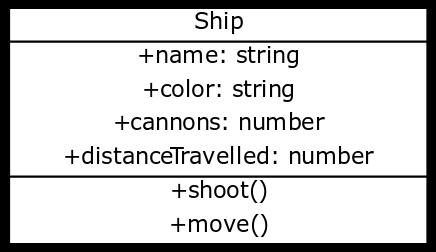 Ship
+name: string
+color: string
+cannons: number
+distanceTravelled: number
+shoot()
+move()